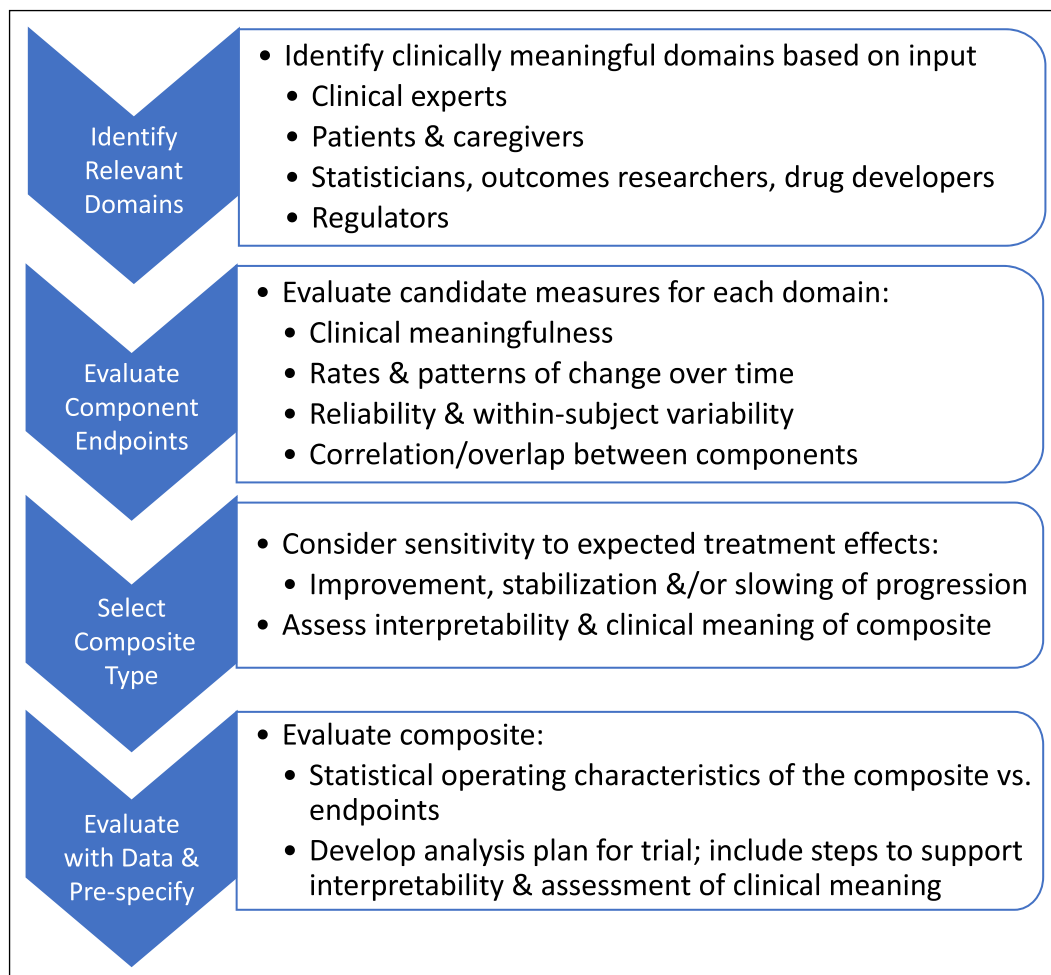 Identify
Relevant
Domains
• Identify clinically meaningful domains based on input
• Clinical experts
• Patients & caregivers
• Statisticians, outcomes researchers, drug developers
• Regulators
Evaluate
Component
Endpoints
• Evaluate candidate measures for each domain:
• Clinical meaningfulness
• Rates & patterns of change over time
• Reliability & within-subject variability
• Correlation/overlap between components
Select
Composite
Type
• Consider sensitivity to expected treatment effects:
• Improvement, stabilization &/or slowing of progression
• Assess interpretability & clinical meaning of composite
Evaluate
with Data &
Pre-specify
• Evaluate composite:
• Statistical operating characteristics of the composite vs.
endpoints
• Develop analysis plan for trial; include steps to support
interpretability & assessment of clinical meaning